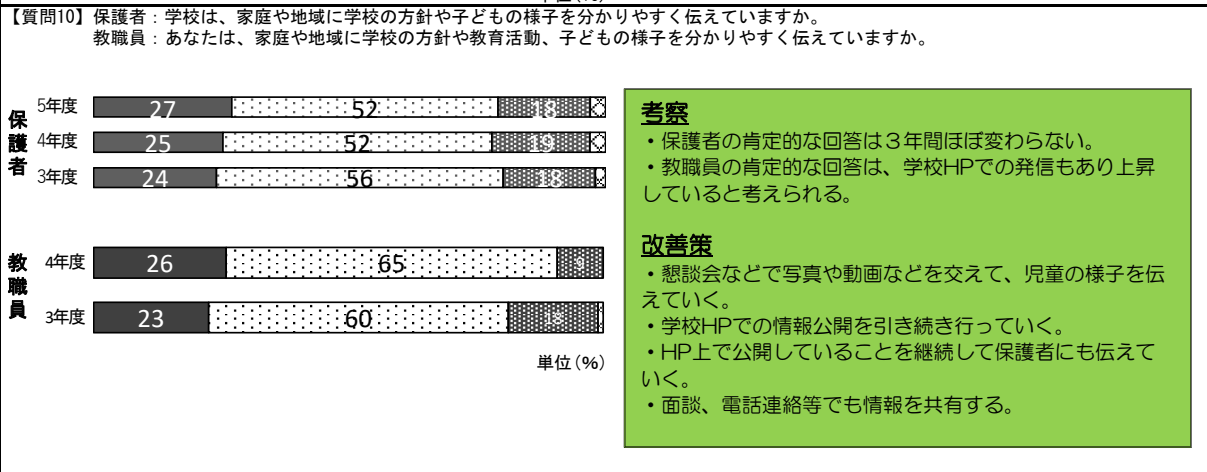 【質問10】保護者：学校は、家庭や地域に学校の方針や子どもの様子を分かりやすく伝えていますか。
教職員：あなたは、家庭や地域に学校の方針や教育活動、子どもの様子を分かりやすく伝えていますか。
保護者
5年度 27 52 18
4年度 25 52 19
3年度 24 56 18
教職員
4年度 26 65 9
3年度 23 60
単位(%)
考察
・保護者の肯定的な回答は３年間ほぼ変わらない。
・教職員の肯定的な回答は、学校HPでの発信もあり上昇
していると考えられる。
改善策
・懇談会などで写真や動画などを交えて、児童の様子を伝
えていく。
・学校HPでの情報公開を引き続き行っていく。
・HP上で公開していることを継続して保護者にも伝えて
いく。
・面談、電話連絡等でも情報を共有する。